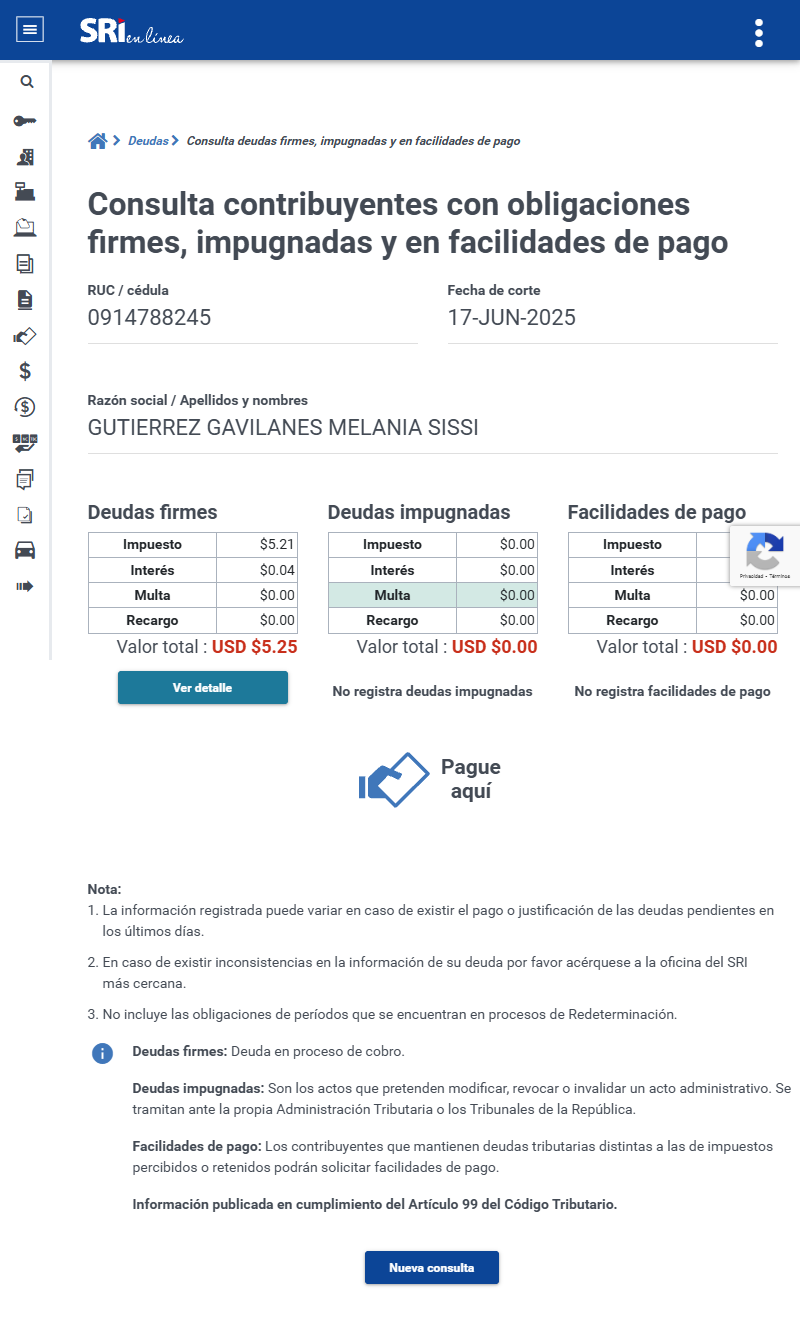 SRi en línea
Deudas Consulta deudas firmes, impugnadas y en facilidades de pago
Consulta contribuyentes con obligaciones
firmes, impugnadas y en facilidades de pago
RUC / cédula
0914788245
Fecha de corte
17-JUN-2025
Razón social / Apellidos y nombres
GUTIERREZ GAVILANES MELANIA SISSI
Deudas firmes
Impuesto $5.21
Interés $0.04
Multa $0.00
Recargo $0.00
Valor total : USD $5.25
Ver detalle
Deudas impugnadas
Impuesto $0.00
Interés $0.00
Multa $0.00
Recargo $0.00
Valor total : USD $0.00
No registra deudas impugnadas
Facilidades de pago
Impuesto
Interés
Multa $0.00
Recargo $0.00
Valor total : USD $0.00
No registra facilidades de pago
Privacidad - Términos
Pague
aquí
Nota:
1. La información registrada puede variar en caso de existir el pago o justificación de las deudas pendientes en
los últimos días.
2. En caso de existir inconsistencias en la información de su deuda por favor acérquese a la oficina del SRI
más cercana.
3. No incluye las obligaciones de períodos que se encuentran en procesos de Redeterminación.
Deudas firmes: Deuda en proceso de cobro.
Deudas impugnadas: Son los actos que pretenden modificar, revocar o invalidar un acto administrativo. Se
tramitan ante la propia Administración Tributaria o los Tribunales de la República.
Facilidades de pago: Los contribuyentes que mantienen deudas tributarias distintas a las de impuestos
percibidos o retenidos podrán solicitar facilidades de pago.
Información publicada en cumplimiento del Artículo 99 del Código Tributario.
Nueva consulta